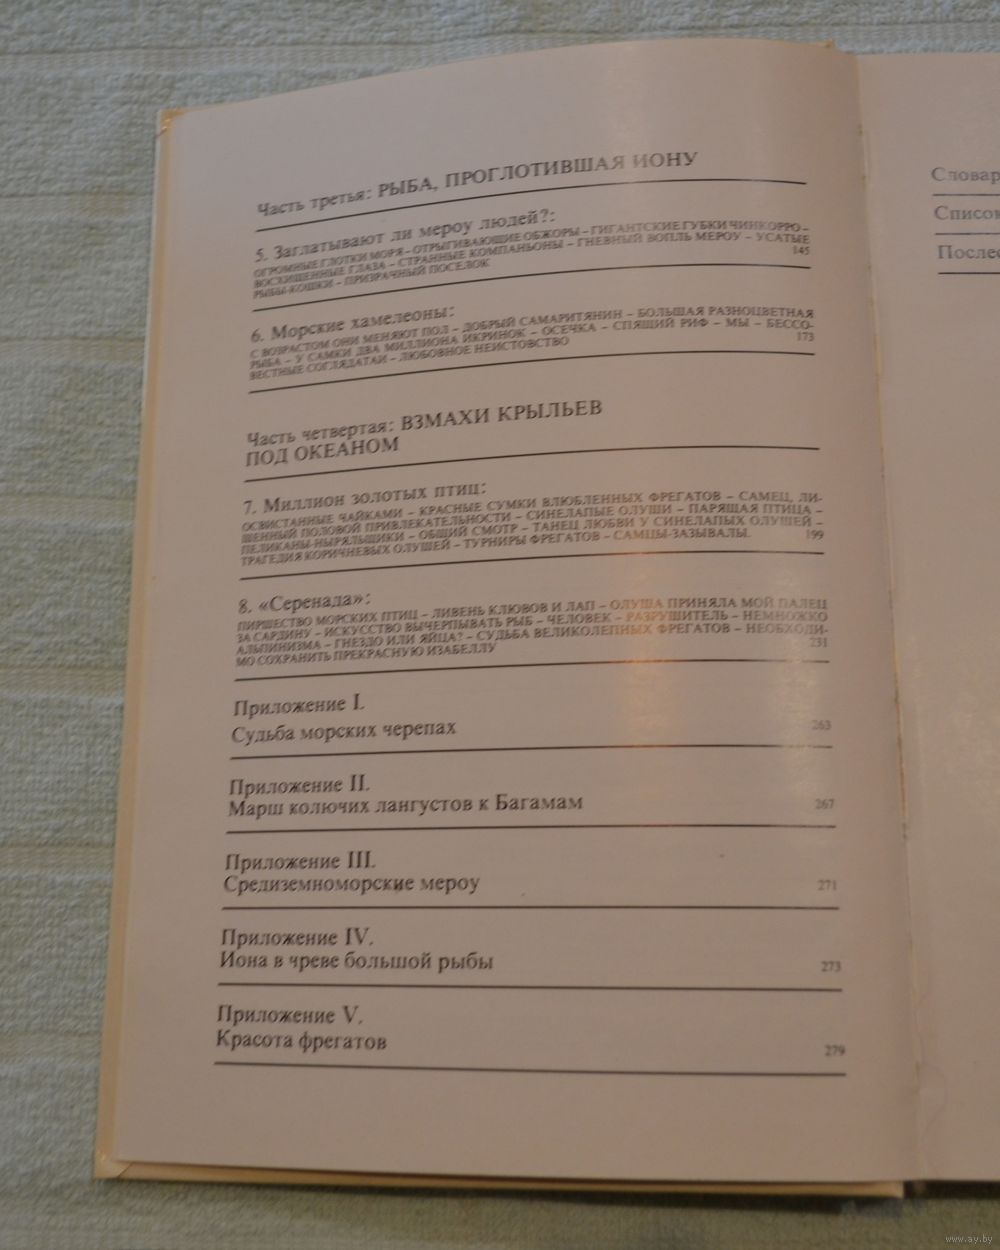 Часть третья: РЫБА, ПРОГЛОТИВШАЯ ИОНУ
5. Заглатывают ли мероу людей?:
ОГРОМНЫЕ ГЛОТКИ МОРЯ – ОТРЫГИВАЮЩИЕ ОБЖОРЫ – ГИГАНТСКИЕ ГУБКИ ЧИНКОРРО –
ВОСХИЩЕННЫЕ ГЛАЗА – СТРАННЫЕ КОМПАНЬОНЫ – ГНЕВНЫЙ ВОПЛЬ МЕРОУ – УСАТЫЕ
РЫБЫ-КОШКИ – ПРИЗРАЧНЫЙ ПОСЕЛОК 145
6. Морские хамелеоны:
С ВОЗРАСТОМ ОНИ МЕНЯЮТ ПОЛ – ДОБРЫЙ САМАРИТЯНИН – БОЛЬШАЯ РАЗНОЦВЕТНАЯ
РЫБА – У САМКИ ДВА МИЛЛИОНА ИКРИНОК – ОСЕЧКА – СПЯЩИЙ РИФ – МЫ – БЕССО-
ВЕСТНЫЕ СОГЛЯДАТАИ – ЛЮБОВНОЕ НЕИСТОВСТВО 173
Часть четвертая: ВЗМАХИ КРЫЛЬЕВ
ПОД ОКЕАНОМ
7. Миллион золотых птиц:
ОСВИСТАННЫЕ ЧАЙКАМИ – КРАСНЫЕ СУМКИ ВЛЮБЛЕННЫХ ФРЕГАТОВ – САМЕЦ, ЛИ-
ШЕННЫЙ ПОЛОВОЙ ПРИВЛЕКАТЕЛЬНОСТИ – СИНЕЛАПЫЕ ОЛУШИ – ПАРЯЩАЯ ПТИЦА –
ПЕЛИКАНЫ-НЫРЯЛЬЩИКИ – ОБЩИЙ СМОТР – ТАНЕЦ ЛЮБВИ У СИНЕЛАПЫХ ОЛУШЕЙ –
ТРАГЕДИЯ КОРИЧНЕВЫХ ОЛУШЕЙ – ТУРНИРЫ ФРЕГАТОВ – САМЦЫ-ЗАЗЫВАЛЫ. 199
8. «Серенада»:
ПИРШЕСТВО МОРСКИХ ПТИЦ – ЛИВЕНЬ КЛЮВОВ И ЛАП – ОЛУША ПРИНЯЛА МОЙ ПАЛЕЦ
ЗА САРДИНУ – ИСКУССТВО ВЫЧЕРПЫВАТЬ РЫБ – ЧЕЛОВЕК – РАЗРУШИТЕЛЬ – НЕМНОЖКО
АЛЬПИНИЗМА – ГНЕЗДО ИЛИ ЯЙЦА? – СУДЬБА ВЕЛИКОЛЕПНЫХ ФРЕГАТОВ – НЕОБХОДИ-
МО СОХРАНИТЬ ПРЕКРАСНУЮ ИЗАБЕЛЛУ 231
Приложение I.
Судьба морских черепах 263
Приложение II.
Марш колючих лангустов к Багамам 267
Приложение III.
Средиземноморские мероу 271
Приложение IV.
Иона в чреве большой рыбы 273
Приложение V.
Красота фрегатов 279
Словар
Список
Послес
www.ay.by